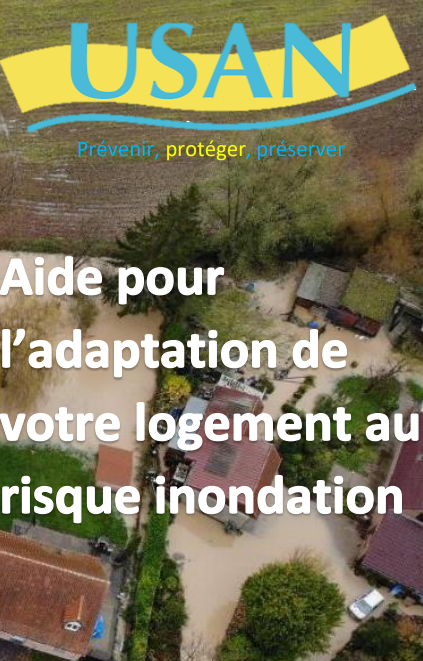 USAN
Prévenir, protéger, préserver
Aide pour
l’adaptation de
votre logement au
risque inondation